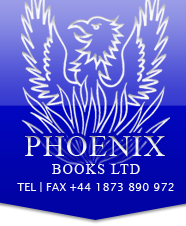 PHOENIX
BOOKS LTD
TEL | FAX +44 1873 890 972